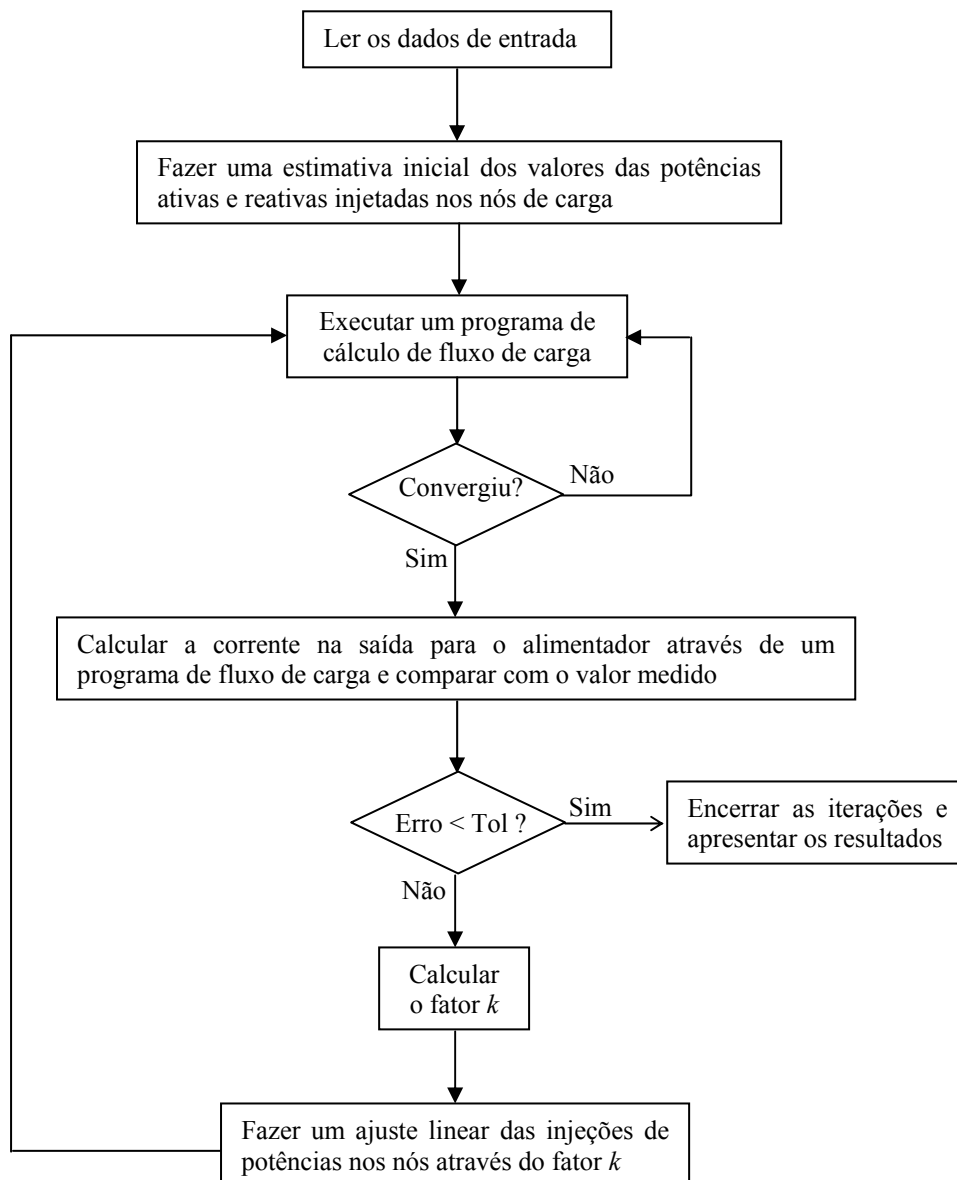 Ler os dados de entrada
Fazer uma estimativa inicial dos valores das potências
ativas e reativas injetadas nos nós de carga
Executar um programa de
cálculo de fluxo de carga
Convergiu?
Não
Sim
Calcular a corrente na saída para o alimentador através de um
programa de fluxo de carga e comparar com o valor medido
Erro < Tol ?
Sim
Encerrar as iterações e
apresentar os resultados
Não
Calcular
o fator k
Fazer um ajuste linear das injeções de
potências nos nós através do fator k